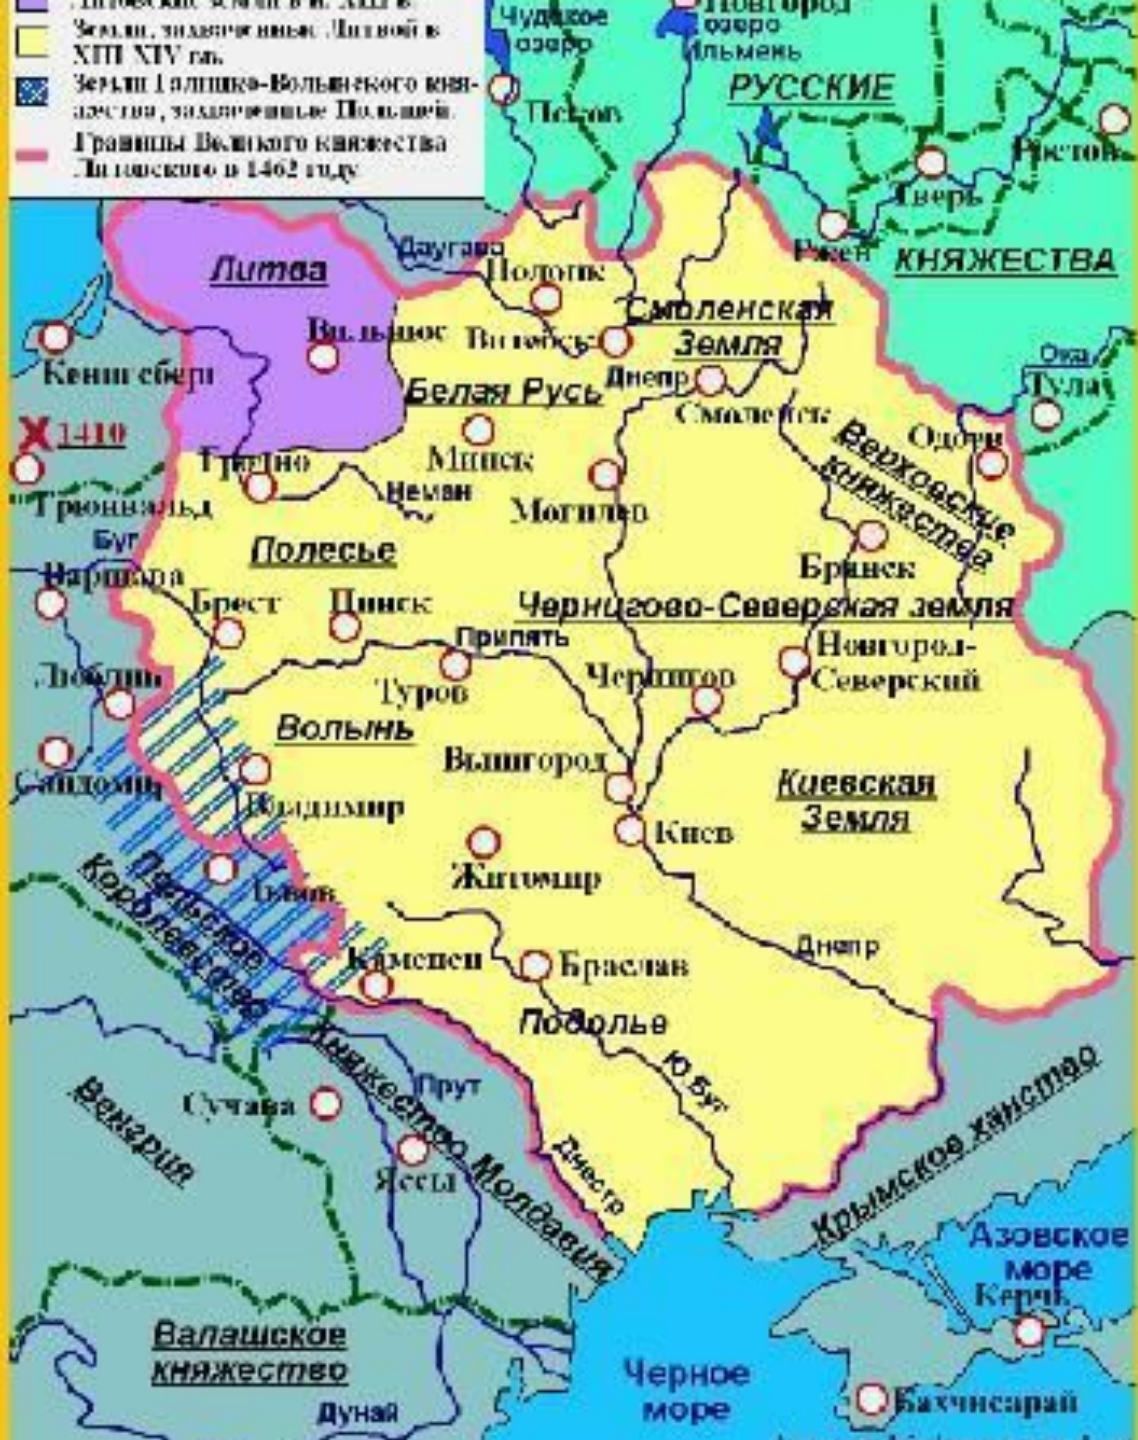 Литовские земли в н. XIII в
Земли, захваченные Литвой в
XIII XIV вв.
Земли Галицко-Волынского кня-
жества, захваченные Польшей.
Границы Великого княжества
Литовского в 1462 году
Чудское
озеро
Новгород
озеро
Ильмень
Псков
РУССКИЕ
Ростов
Тверь
Ржев
КНЯЖЕСТВА
Даугава
Литва
Полоцк
Смоленская
Земля
Вильнюс
Витебск
Кенигсберг
Днепр
Ока
Тула
Белая Русь
Смоленск
1410
Минск
Одоев
Верховские
княжества
Гродно
Неман
Грюнвальд
Могилев
Буг
Полесье
Брянск
Варшава
Брест
Пинск
Чернигово-Северская земля
Припять
Новгород-
Северский
Люблин
Туров
Чернигов
Волынь
Вышгород
Сандомир
Киевская
Земля
Владимир
Киев
Житомир
Львов
Польское
Королевство
Каменец
Браслав
Днепр
Подолье
Ю.Буг
Княжество Молдавия
Прут
Сучава
Венгрия
Яссы
Днестр
Крымское ханство
Азовское
море
Керчь
Валашское
княжество
Черное
море
Дунай
Бахчисарай